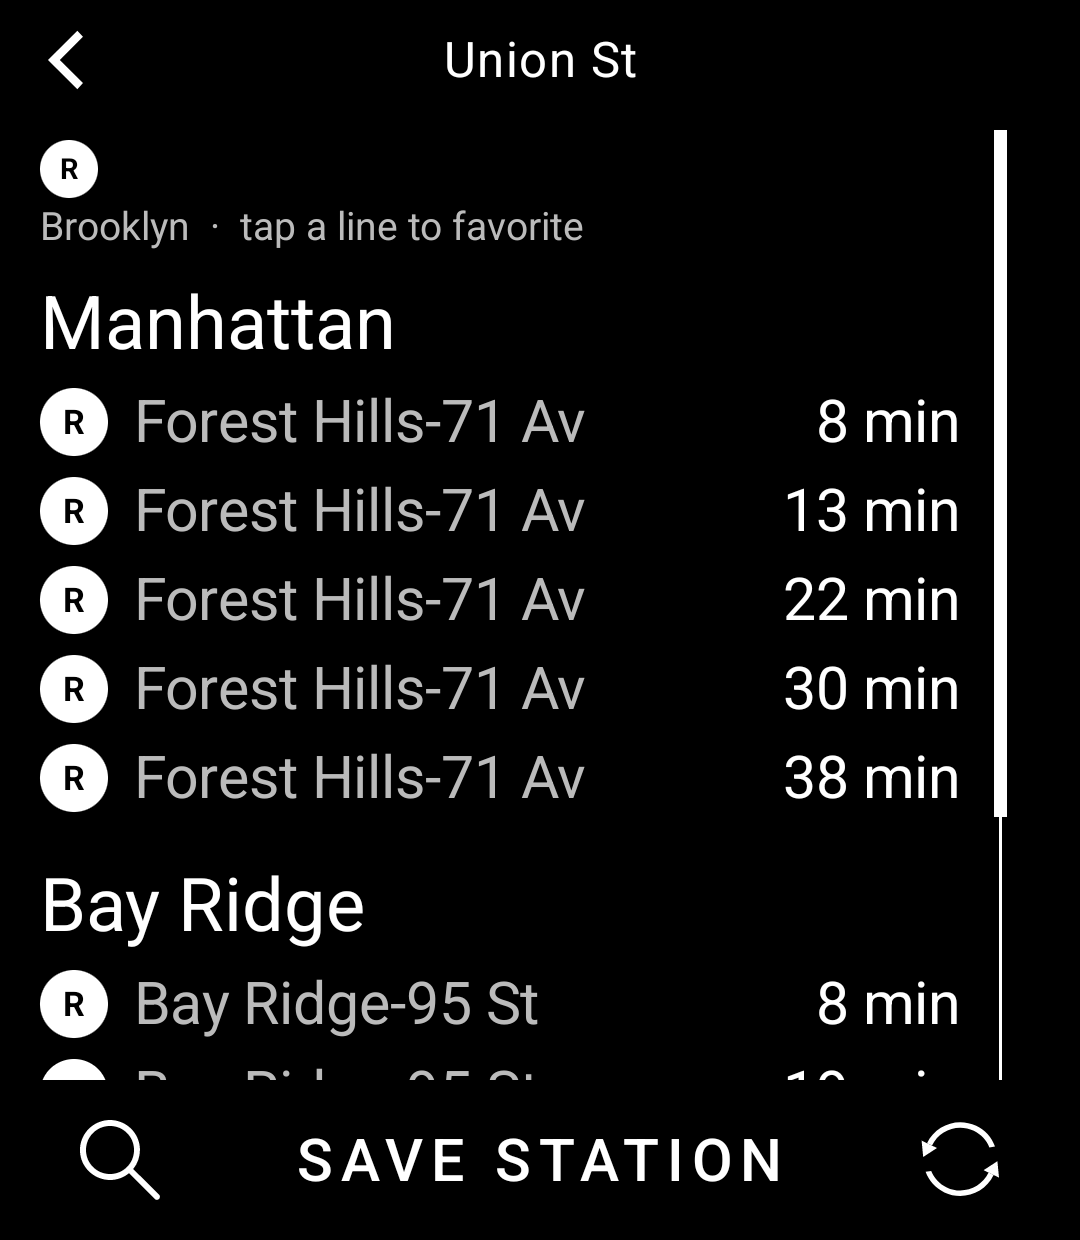 Union St
R
Brooklyn · tap a line to favorite
Manhattan
R Forest Hills-71 Av 8 min
R Forest Hills-71 Av 13 min
R Forest Hills-71 Av 22 min
R Forest Hills-71 Av 30 min
R Forest Hills-71 Av 38 min
Bay Ridge
R Bay Ridge-95 St 8 min
SAVE STATION